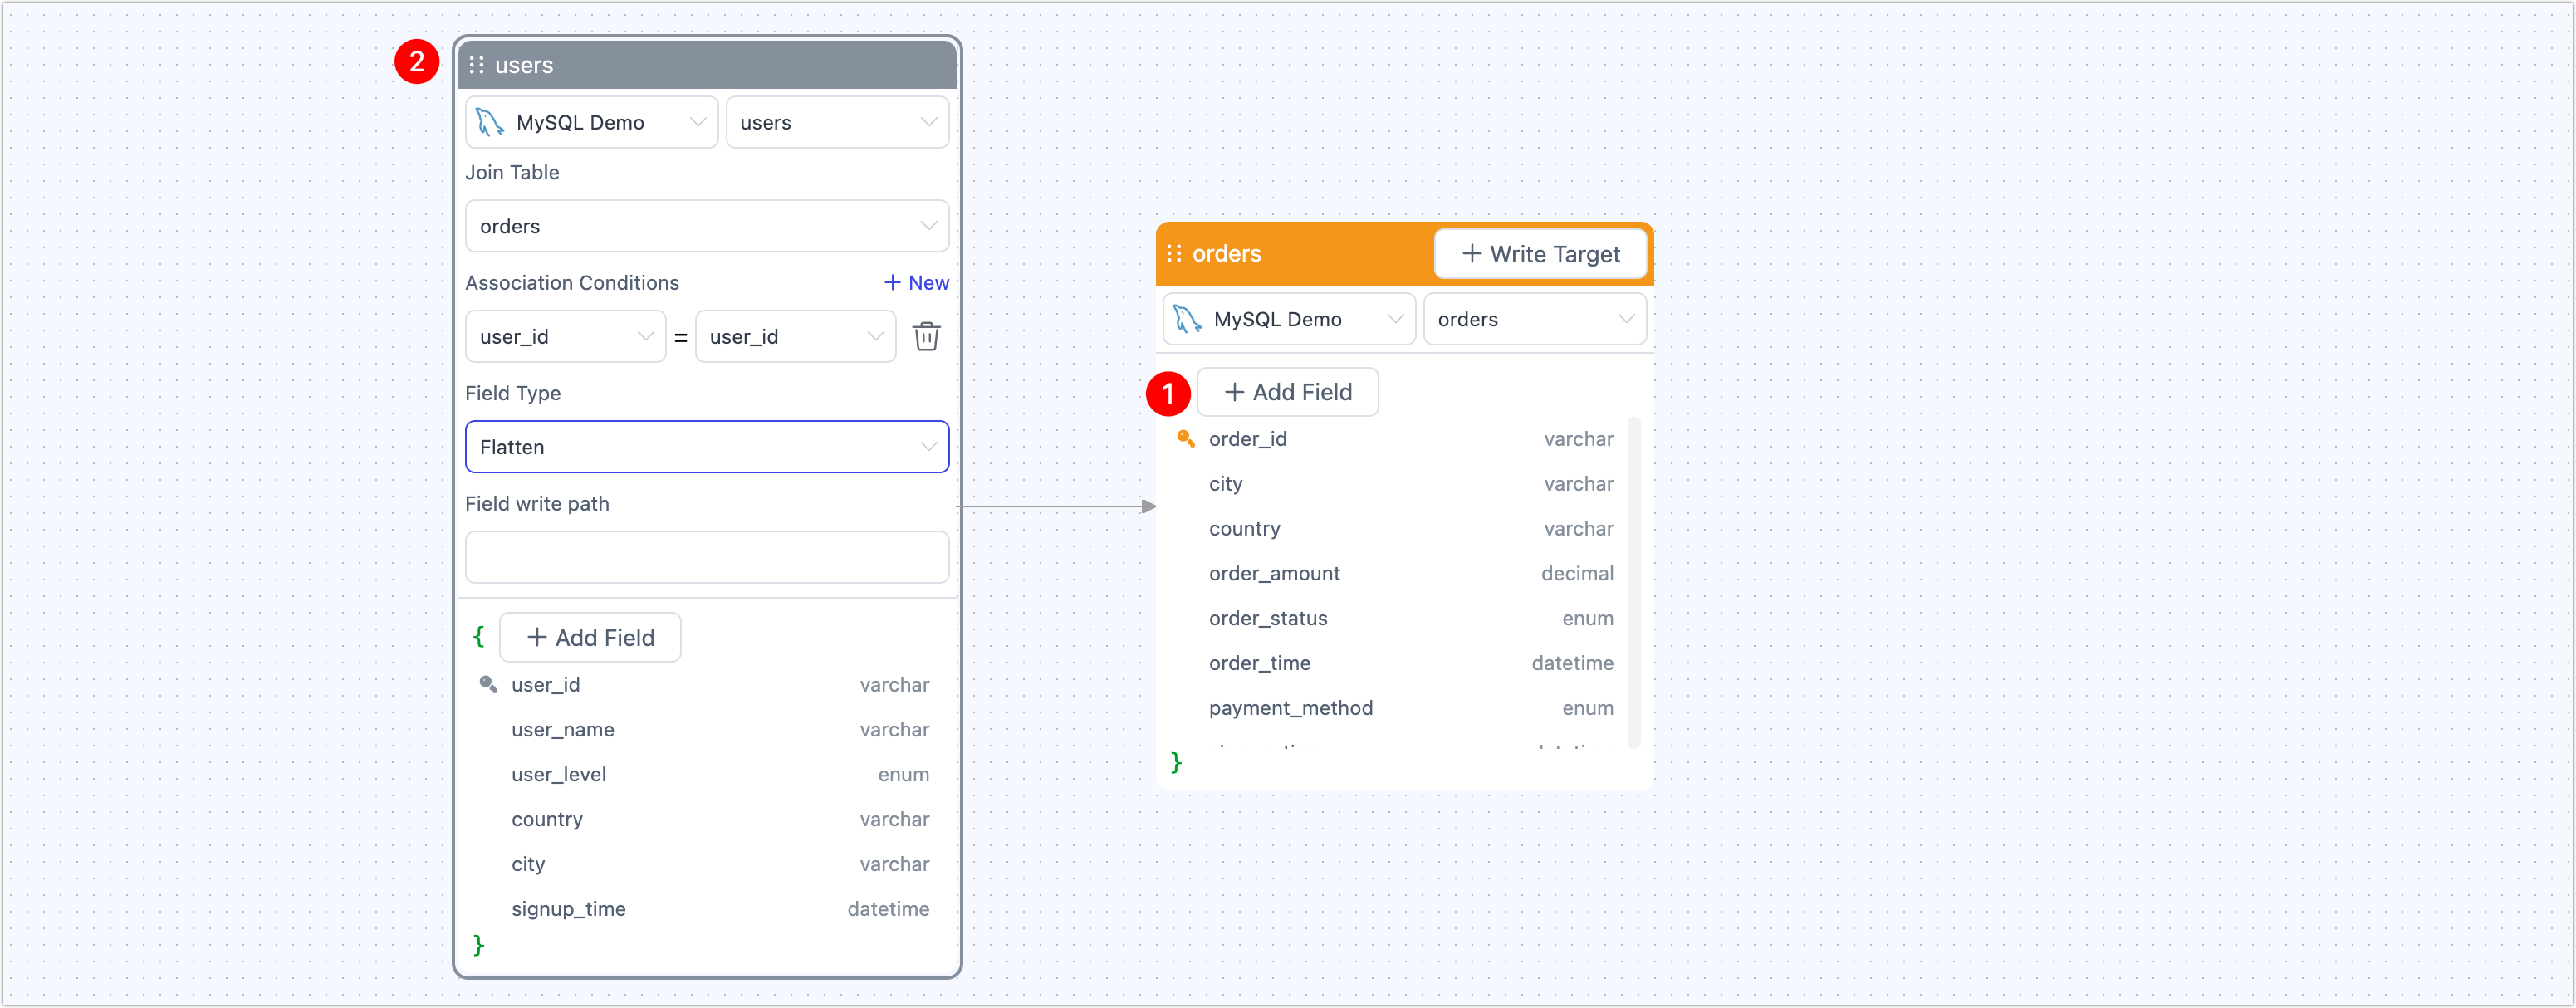 2
users
MySQL Demo
users
Join Table
orders
Association Conditions
+ New
user_id = user_id
Field Type
Flatten
Field write path
{ + Add Field
user_id varchar
user_name varchar
user_level enum
country varchar
city varchar
signup_time datetime
}
orders
+ Write Target
MySQL Demo
orders
1
+ Add Field
order_id varchar
city varchar
country varchar
order_amount decimal
order_status enum
order_time datetime
payment_method enum
}